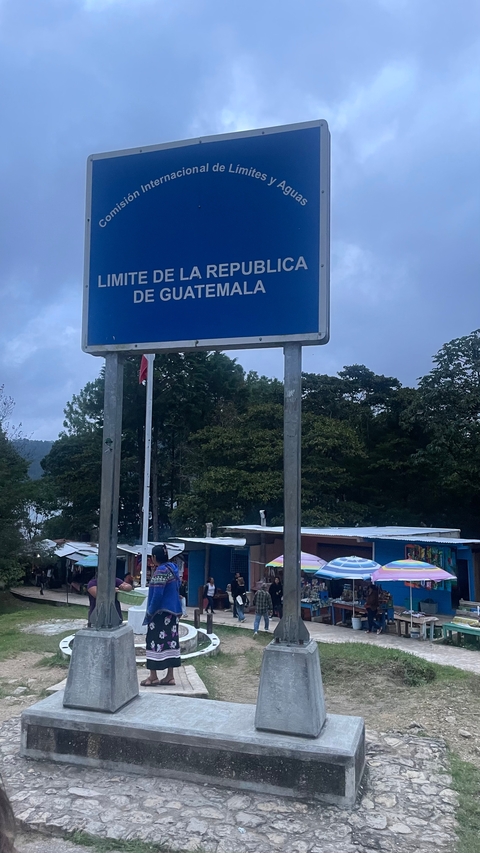 Comisión Internacional de Límites y Aguas
LIMITE DE LA REPUBLICA
DE GUATEMALA